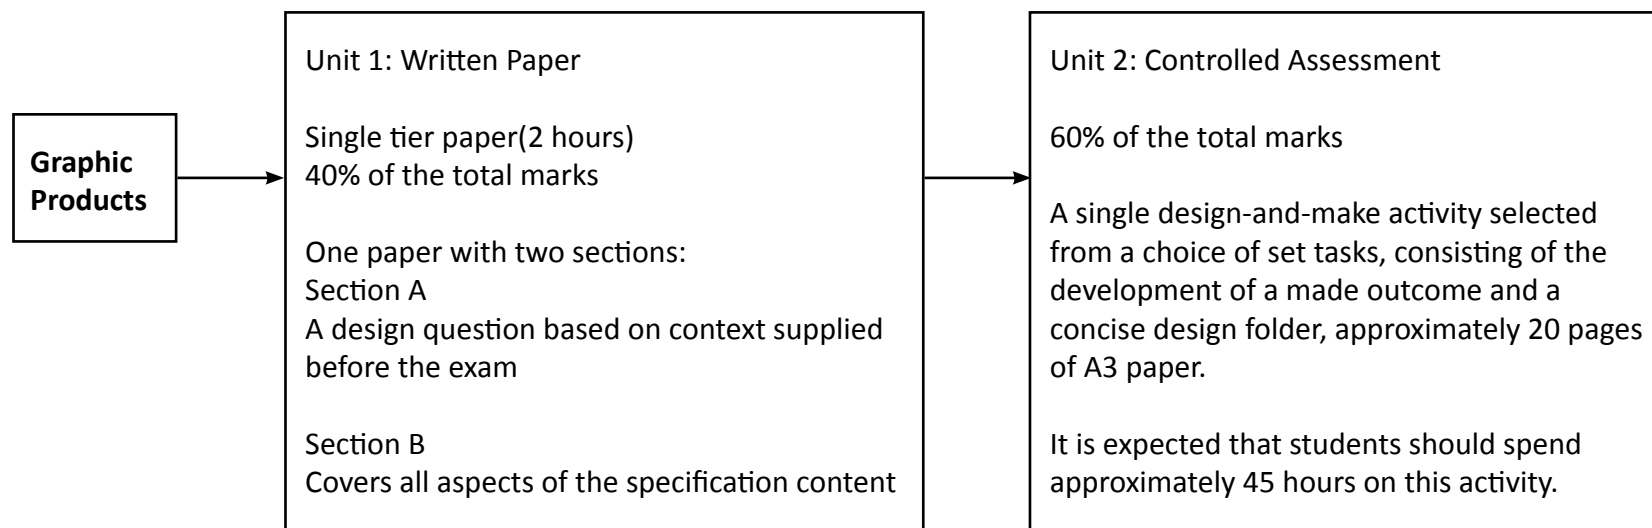 Graphic
Products
Unit 1: Written Paper
Single tier paper(2 hours)
40% of the total marks
One paper with two sections:
Section A
A design question based on context supplied
before the exam
Section B
Covers all aspects of the specification content
Unit 2: Controlled Assessment
60% of the total marks
A single design-and-make activity selected
from a choice of set tasks, consisting of the
development of a made outcome and a
concise design folder, approximately 20 pages
of A3 paper.
It is expected that students should spend
approximately 45 hours on this activity.